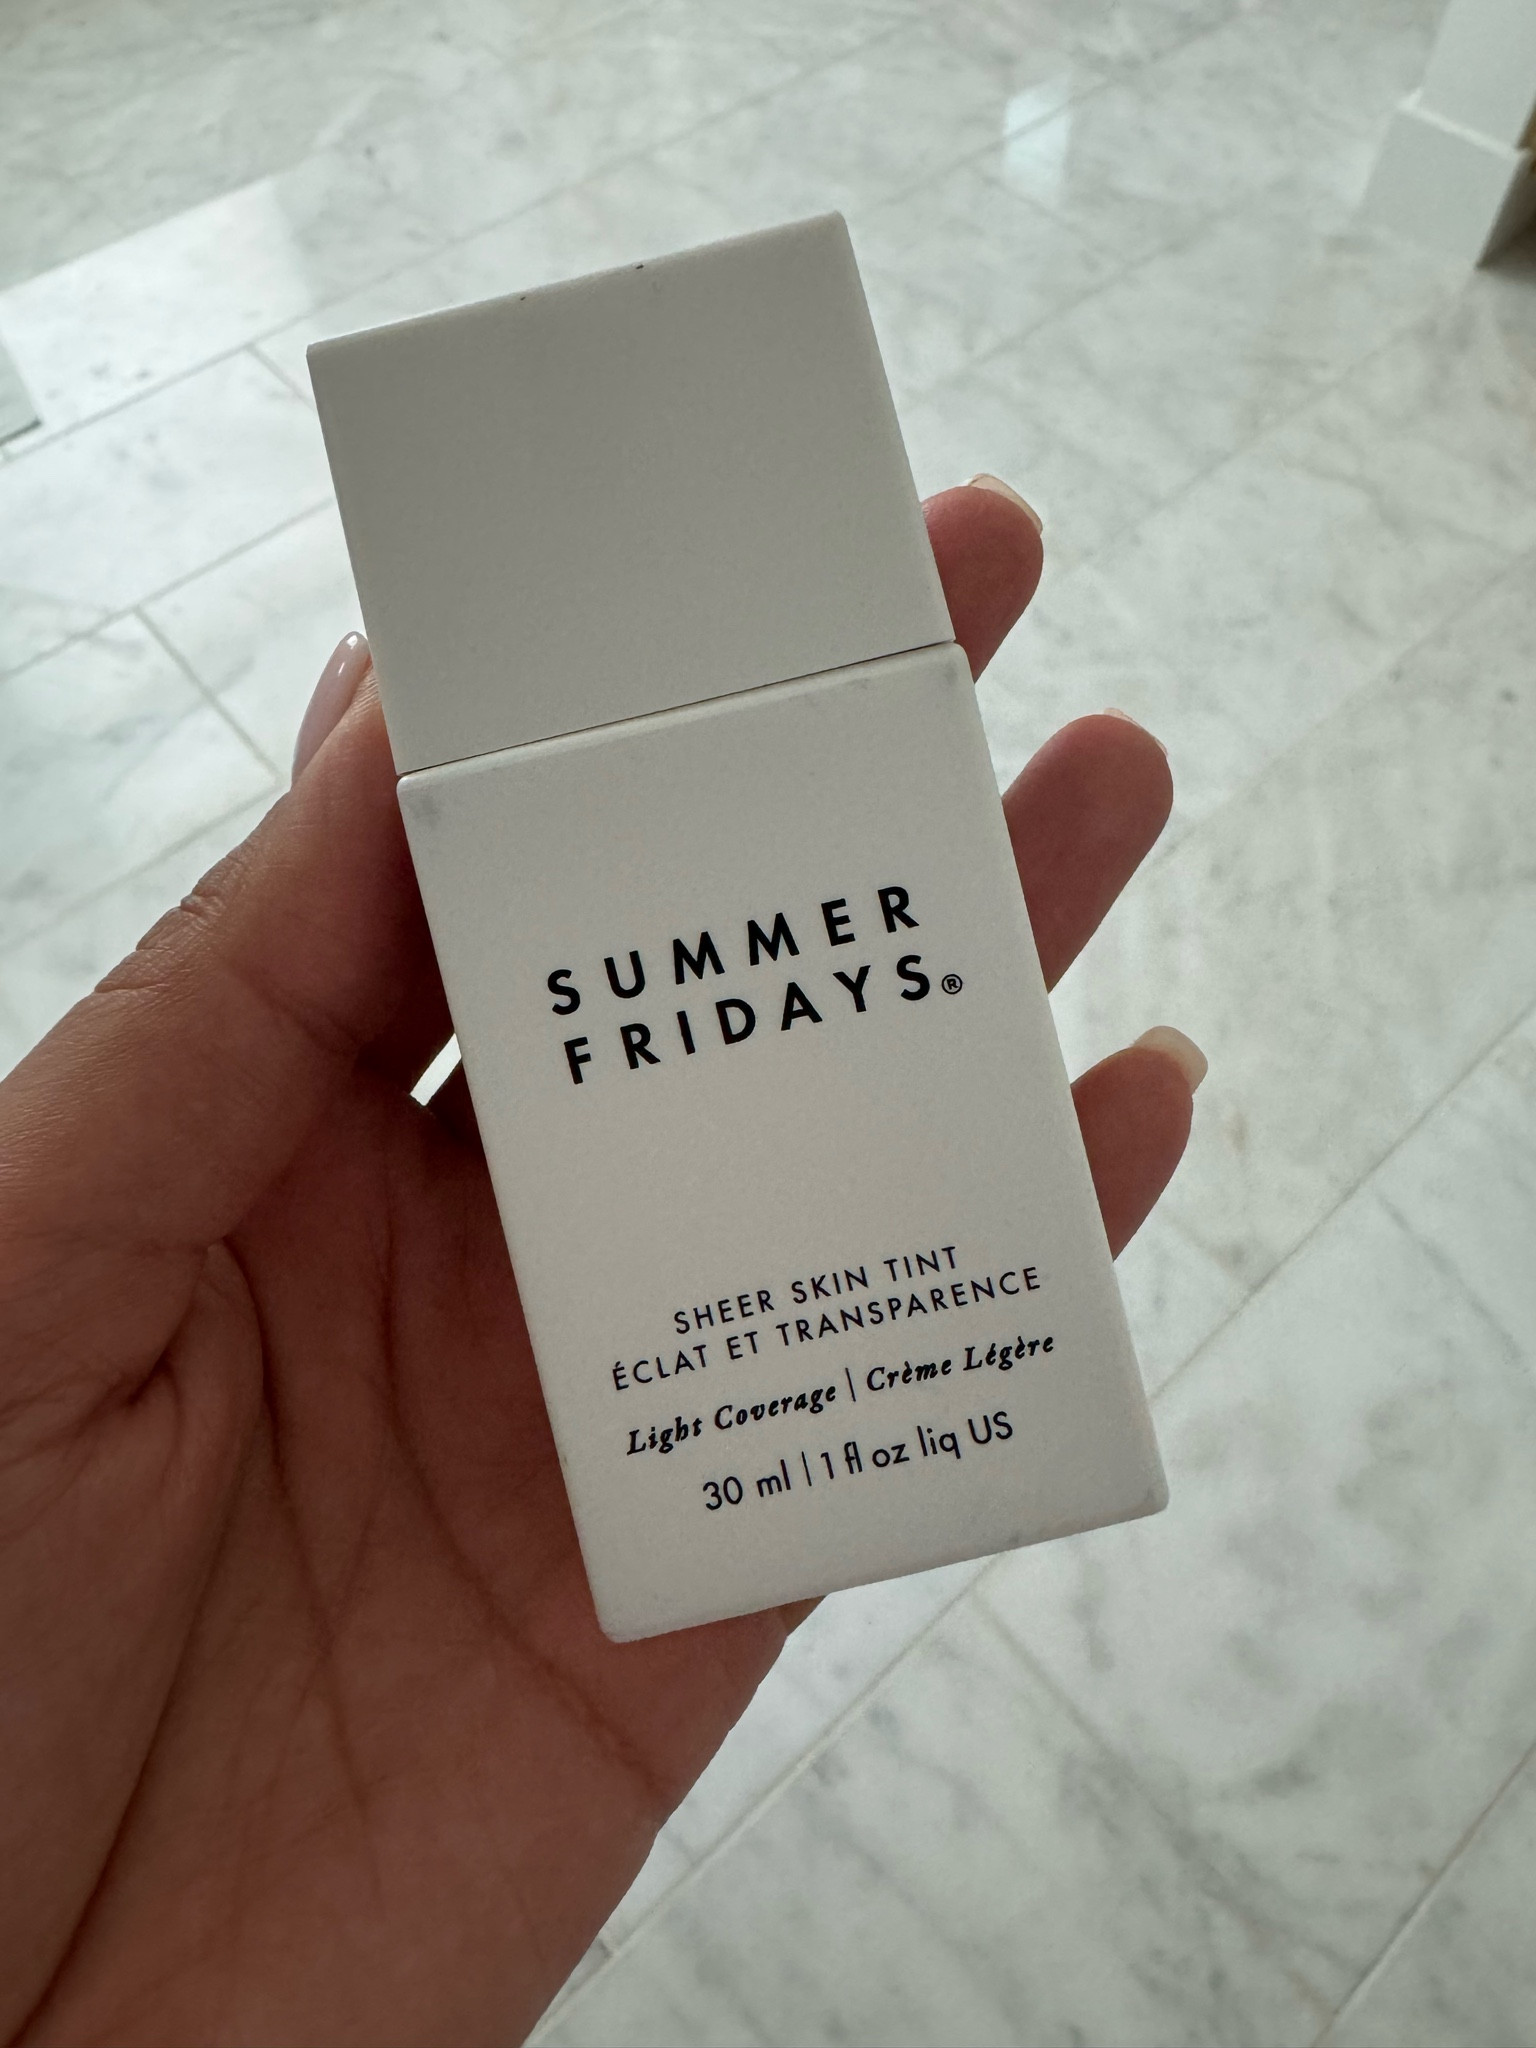 SUMMER
FRIDAYS®
SHEER SKIN TINT
ÉCLAT ET TRANSPARENCE
Light Coverage | Crème Légère
30 ml | 1 fl oz liq US